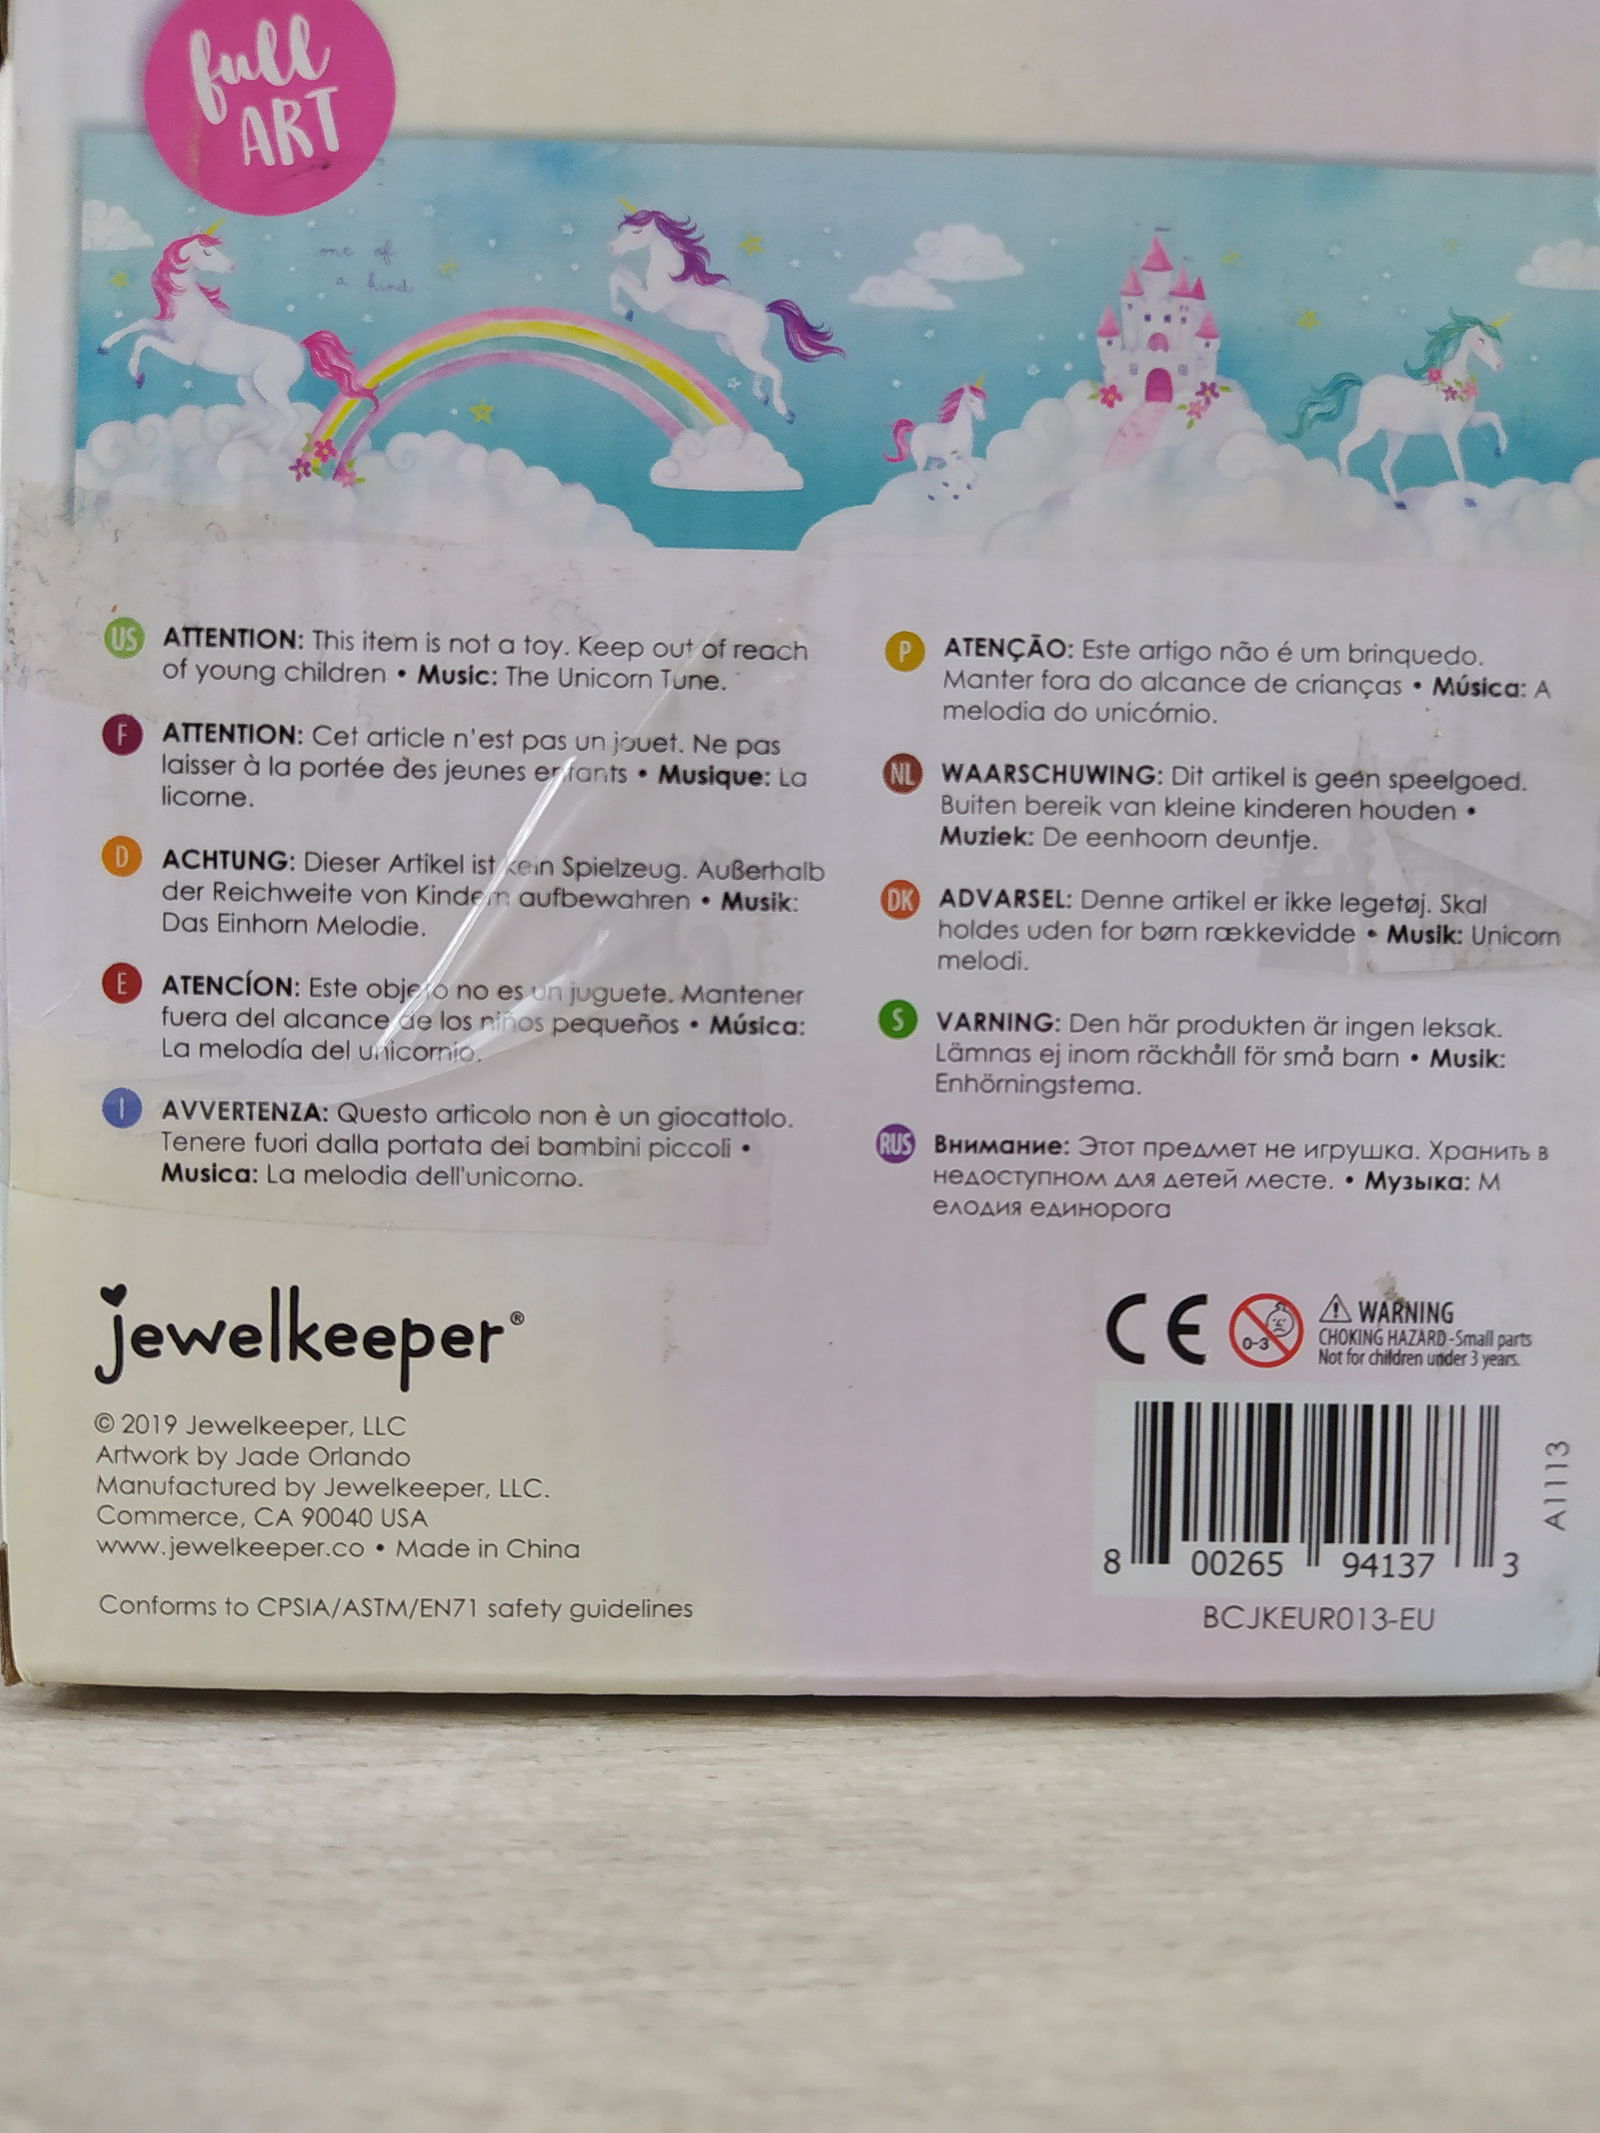 full
ART
one of
a kind
US ATTENTION: This item is not a toy. Keep out of reach
of young children • Music: The Unicorn Tune.
F ATTENTION: Cet article n'est pas un jouet. Ne pas
laisser à la portée des jeunes enfants • Musique: La
licorne.
D ACHTUNG: Dieser Artikel ist kein Spielzeug. Außerhalb
der Reichweite von Kindern aufbewahren • Musik:
Das Einhorn Melodie.
E ATENCÍON: Este objeto no es un juguete. Mantener
fuera del alcance de los niños pequeños • Música:
La melodía del unicornio.
I AVVERTENZA: Questo articolo non è un giocattolo.
Tenere fuori dalla portata dei bambini piccoli •
Musica: La melodia dell'unicorno.
P ATENÇÃO: Este artigo não é um brinquedo.
Manter fora do alcance de crianças • Música: A
melodia do unicórnio.
NL WAARSCHUWING: Dit artikel is geen speelgoed.
Buiten bereik van kleine kinderen houden •
Muziek: De eenhoorn deuntje.
DK ADVARSEL: Denne artikel er ikke legetøj. Skal
holdes uden for børn rækkevidde • Musik: Unicorn
melodi.
S VARNING: Den här produkten är ingen leksak.
Lämnas ej inom räckhåll för små barn • Musik:
Enhörningstema.
RUS Внимание: Этот предмет не игрушка. Хранить в
недоступном для детей месте. • Музыка: М
елодия единорога
jewelkeeper®
© 2019 Jewelkeeper, LLC
Artwork by Jade Orlando
Manufactured by Jewelkeeper, LLC.
Commerce, CA 90040 USA
www.jewelkeeper.co • Made in China
Conforms to CPSIA/ASTM/EN71 safety guidelines
CE 0-3 WARNING
CHOKING HAZARD-Small parts
Not for children under 3 years.
8 00265 94137 3
A1113
BCJKEUR013-EU